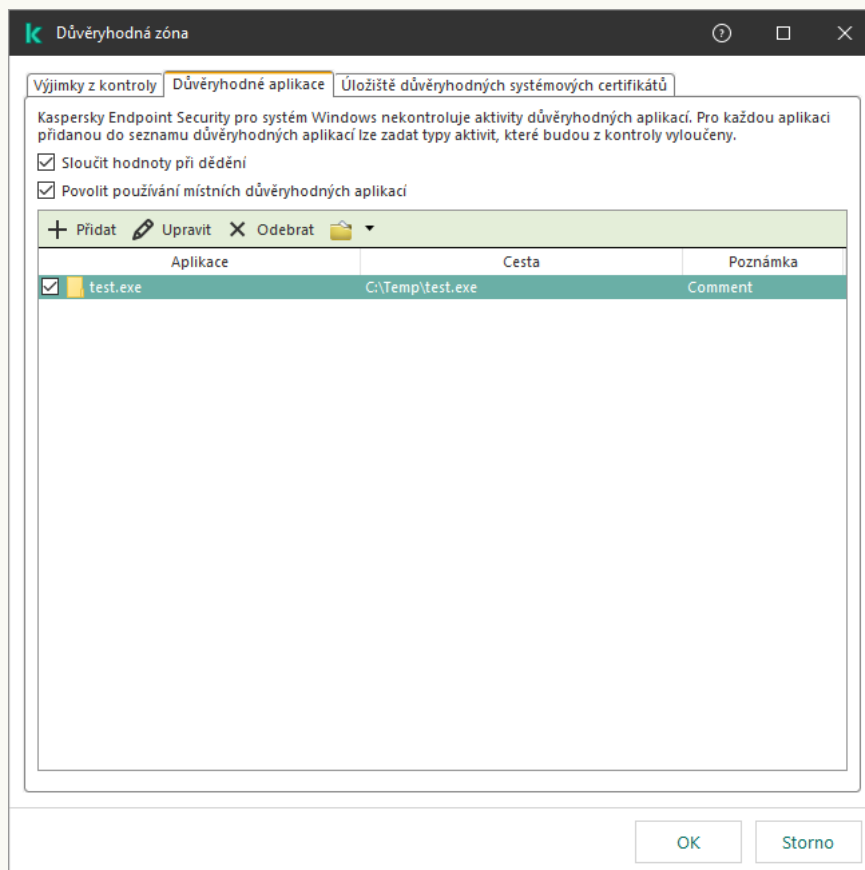 Důvěryhodná zóna
Výjimky z kontroly Důvěryhodné aplikace Úložiště důvěryhodných systémových certifikátů
Kaspersky Endpoint Security pro systém Windows nekontroluje aktivity důvěryhodných aplikací. Pro každou aplikaci
přidanou do seznamu důvěryhodných aplikací lze zadat typy aktivit, které budou z kontroly vyloučeny.
Sloučit hodnoty při dědění
Povolit používání místních důvěryhodných aplikací
Přidat Upravit Odebrat
Aplikace Cesta Poznámka
test.exe C:\Temp\test.exe Comment
OK Storno